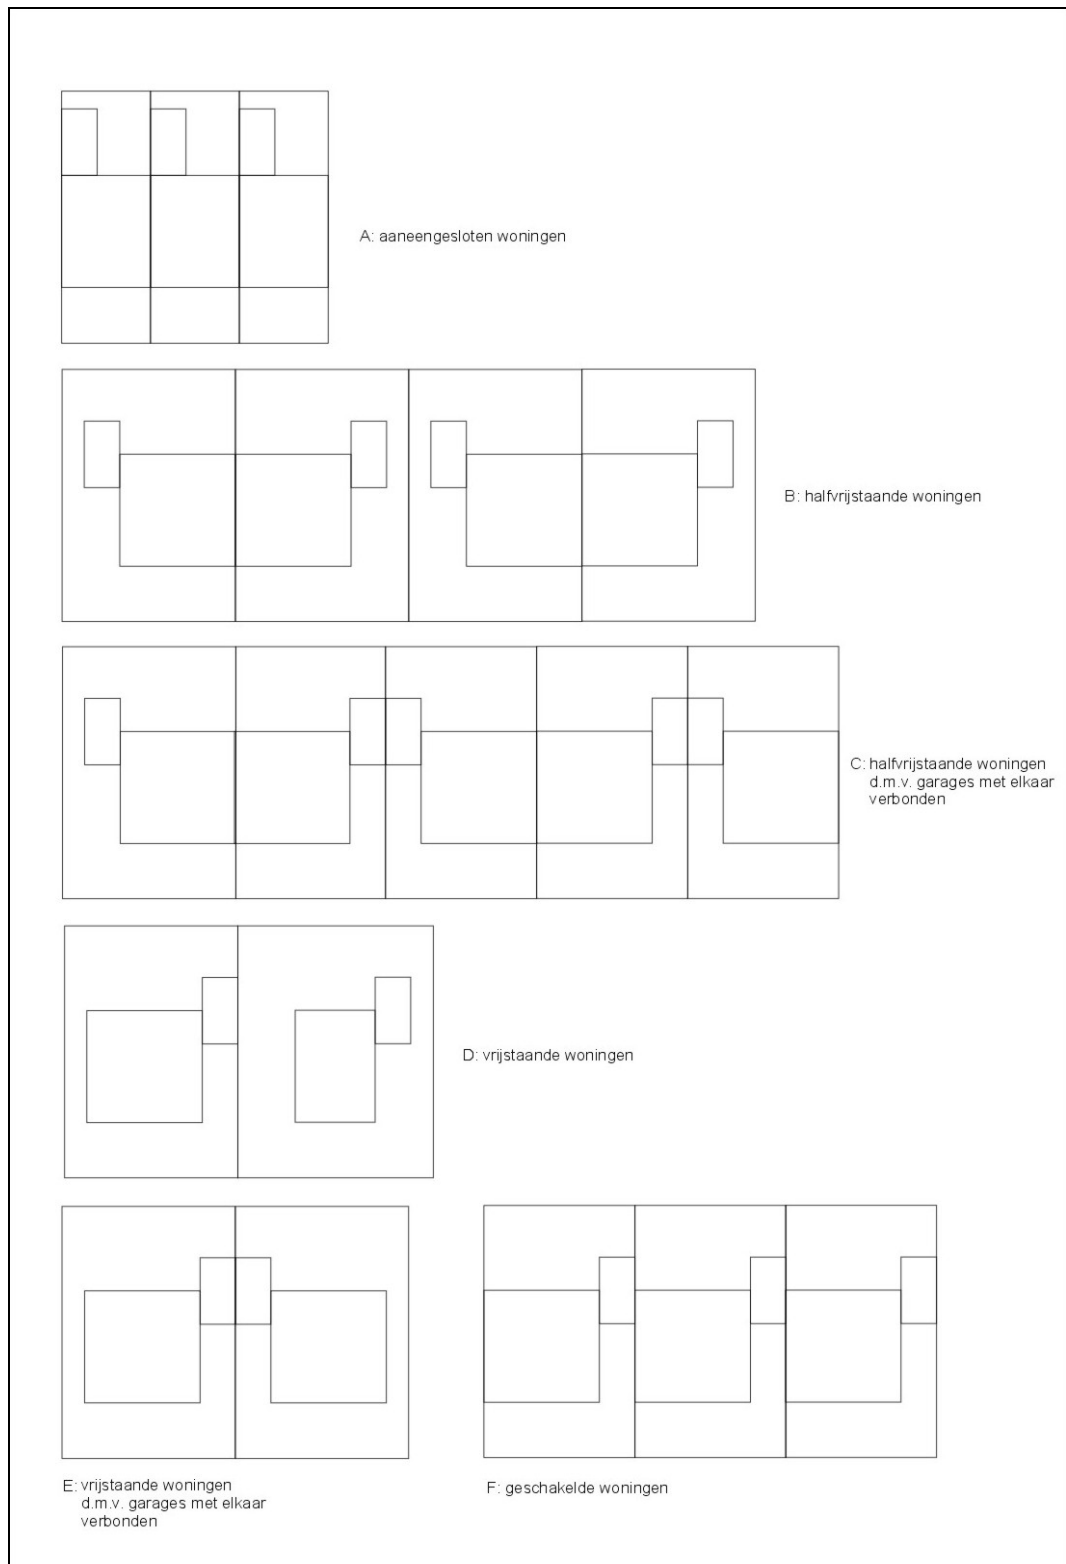 A: aaneengesloten woningen
B: halfvrijstaande woningen
C: halfvrijstaande woningen
d.m.v. garages met elkaar
verbonden
D: vrijstaande woningen
E: vrijstaande woningen
d.m.v. garages met elkaar
verbonden
F: geschakelde woningen